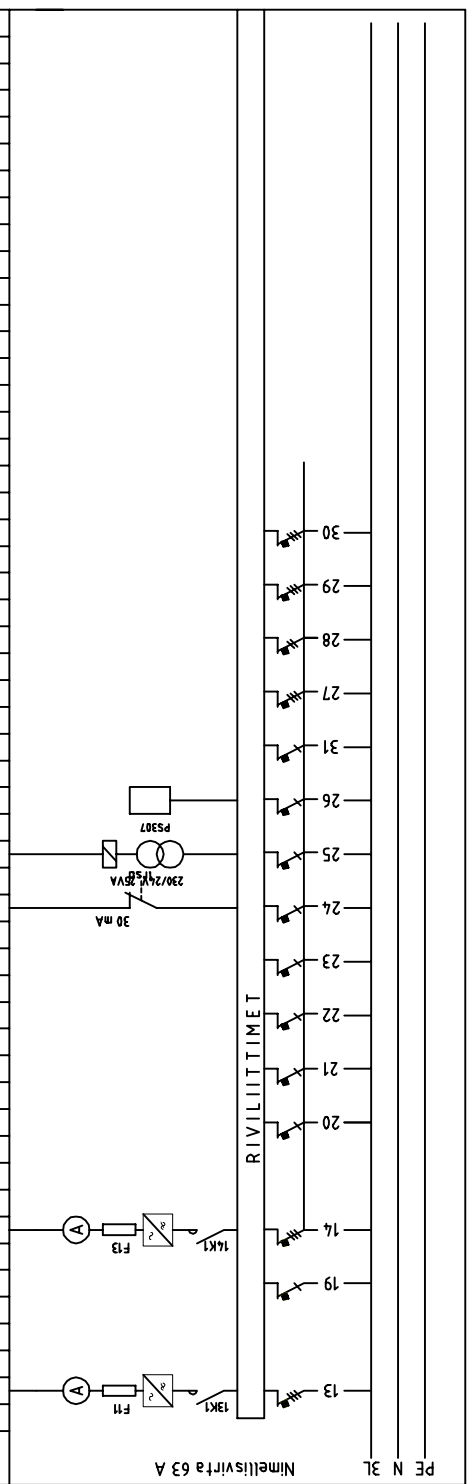 PE
N
3L
Nimellisvirta 63 A
RIVILIITTIMET
13
19
14
20
21
22
23
24
25
26
31
27
28
29
30
13K1
F11
A
14K1
F13
A
30 mA
230/24V 25VA
PS307